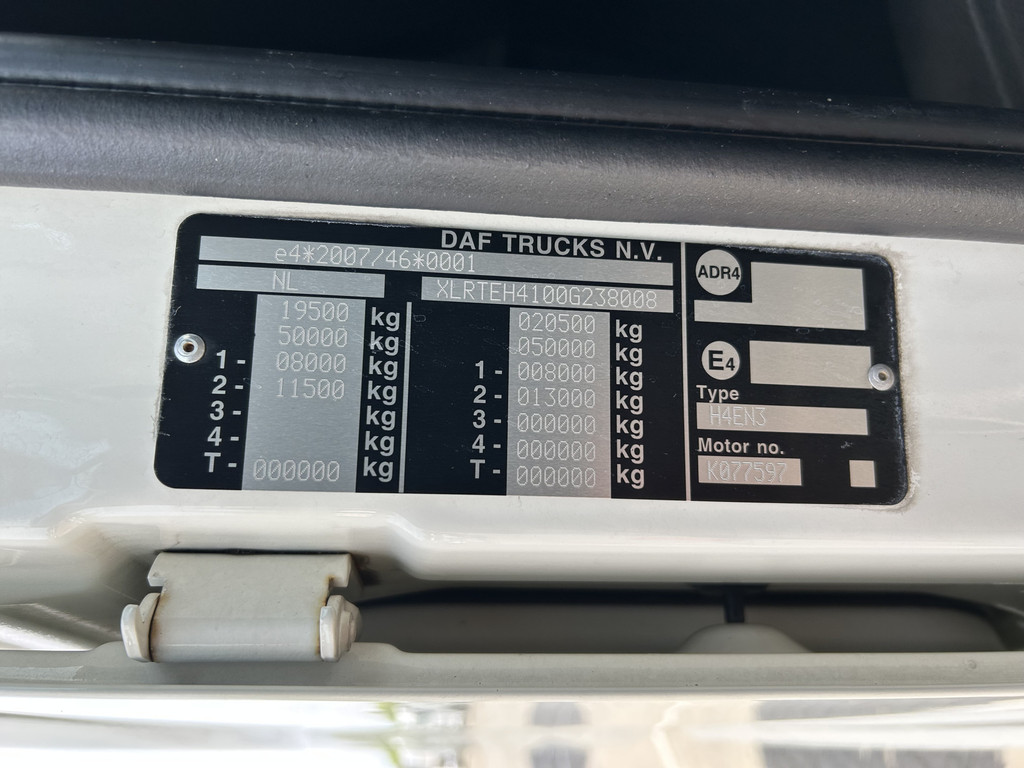 DAF TRUCKS N.V.
e4*2007/46*0001
NL XLRTEH4100G238008
19500 kg 020500 kg
50000 kg 050000 kg
1- 08000 kg 1- 008000 kg
2- 11500 kg 2- 013000 kg
3- kg 3- 000000 kg
4- kg 4- 000000 kg
T- 000000 kg T- 000000 kg
ADR4
E4
Type
H4EN3
Motor no.
K077597